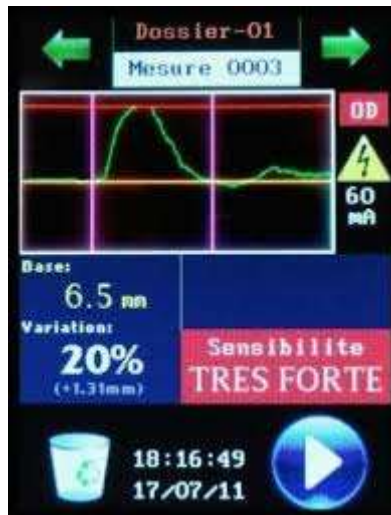 Dossier-01
Mesure 0003
OD
60
mA
Base:
6.5 mm
Variation:
20%
(+1.31mm)
Sensibilite
TRES FORTE
18:16:49
17/07/11